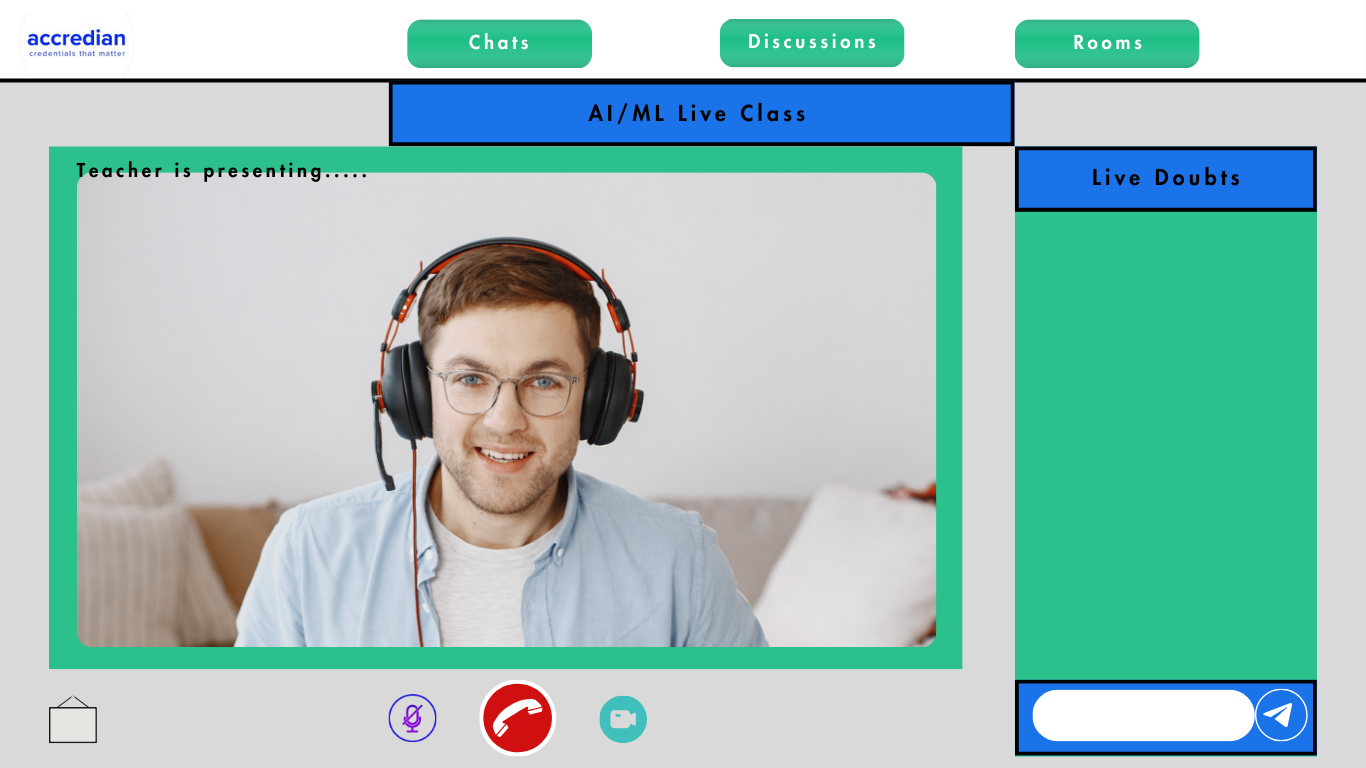 accredian
credentials that matter
Chats
Discussions
Rooms
AI/ML Live Class
Teacher is presenting.....
Live Doubts